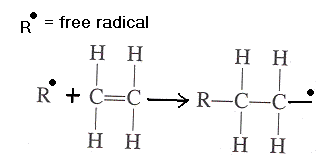 R• = free radical
H H H H
R• + C=C → R—C—C—•
H H H H